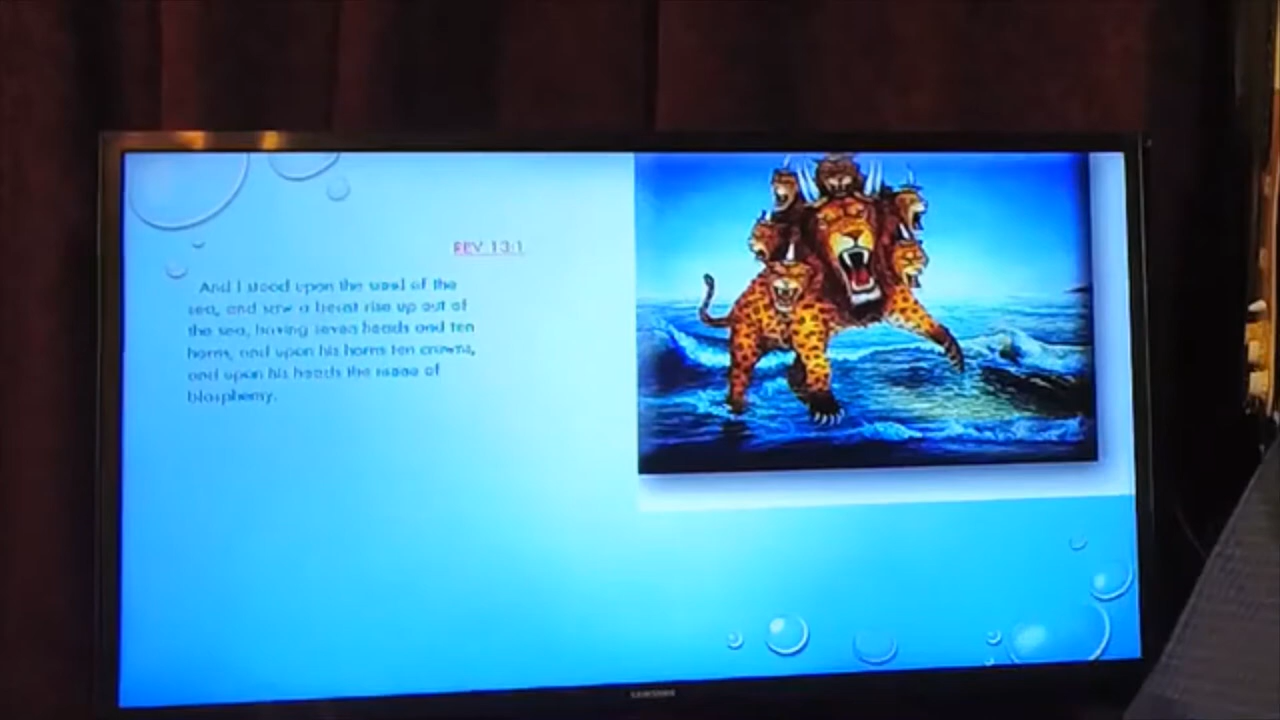 REV 13:1
And I stood upon the sand of the
sea, and saw a beast rise up out of
the sea, having seven heads and ten
horns, and upon his horns ten crowns,
and upon his heads the name of
blasphemy.
SAMSUNG